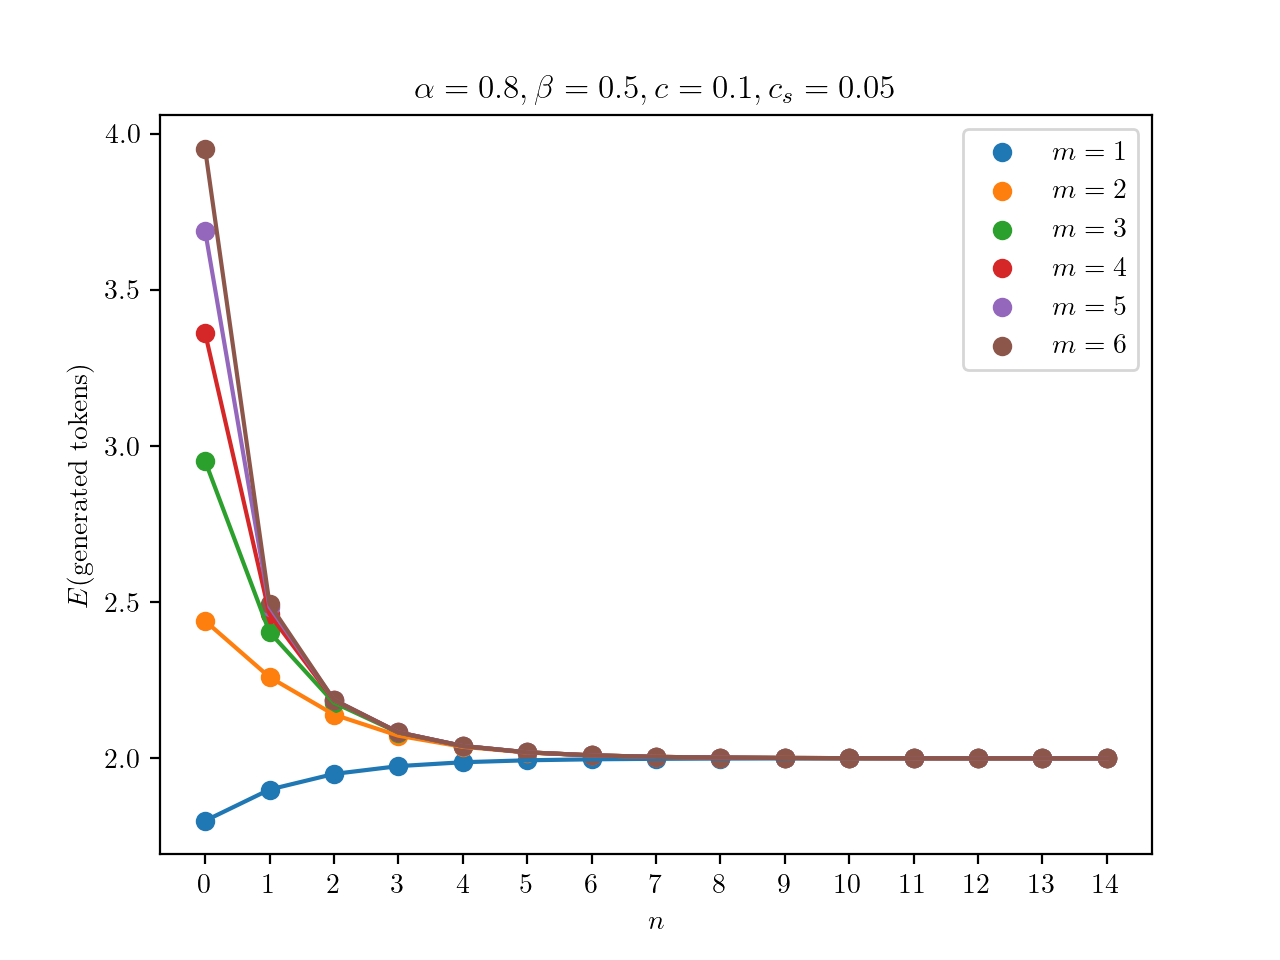 α = 0.8, β = 0.5, c = 0.1, c_s = 0.05
4.0
3.5
3.0
2.5
2.0
E(generated tokens)
m = 1
m = 2
m = 3
m = 4
m = 5
m = 6
0 1 2 3 4 5 6 7 8 9 10 11 12 13 14
n